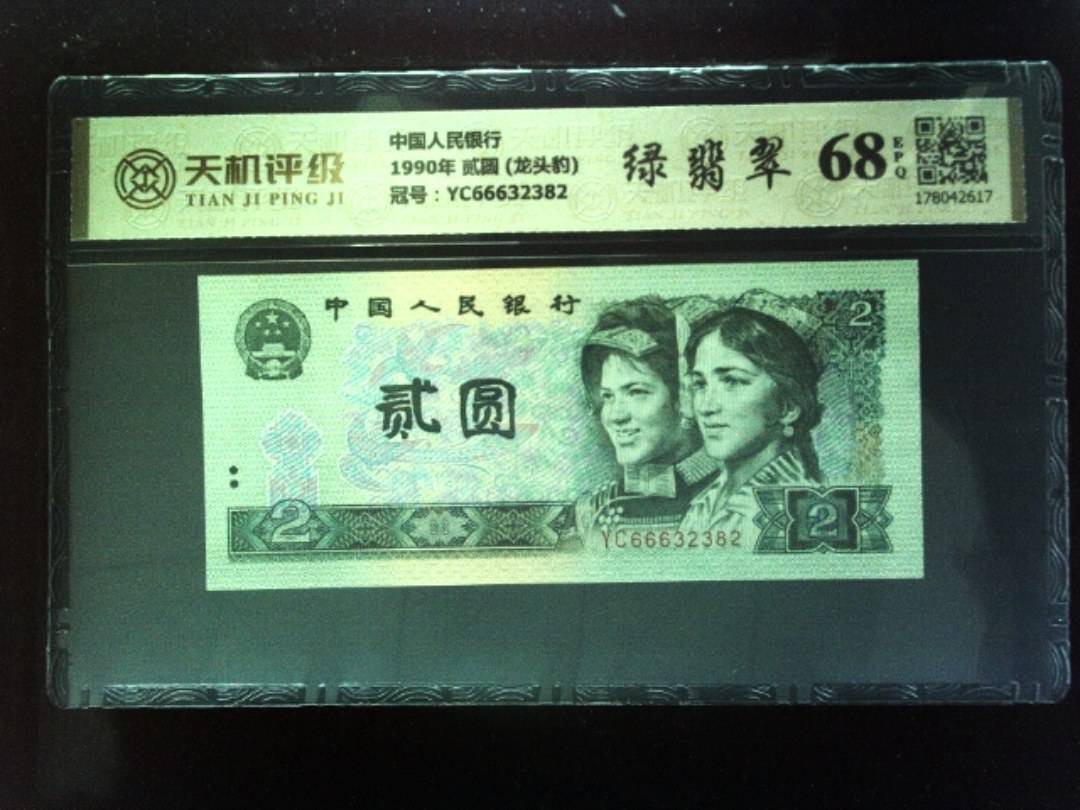 天机评级
TIAN JI PING JI
中国人民银行
1990年 贰圆 (龙头豹)
冠号：YC66632382
绿翡翠
68
EPQ
178042617
中国人民银行
2
贰圆
2
YC66632382
2